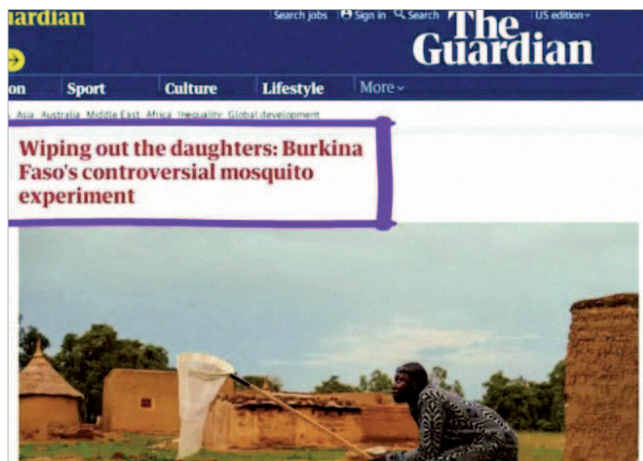 ardian
Search jobs Sign in Search US edition
The
Guardian
on Sport Culture Lifestyle More
Asia Australia Middle East Africa Inequality Global development
Wiping out the daughters: Burkina
Faso's controversial mosquito
experiment